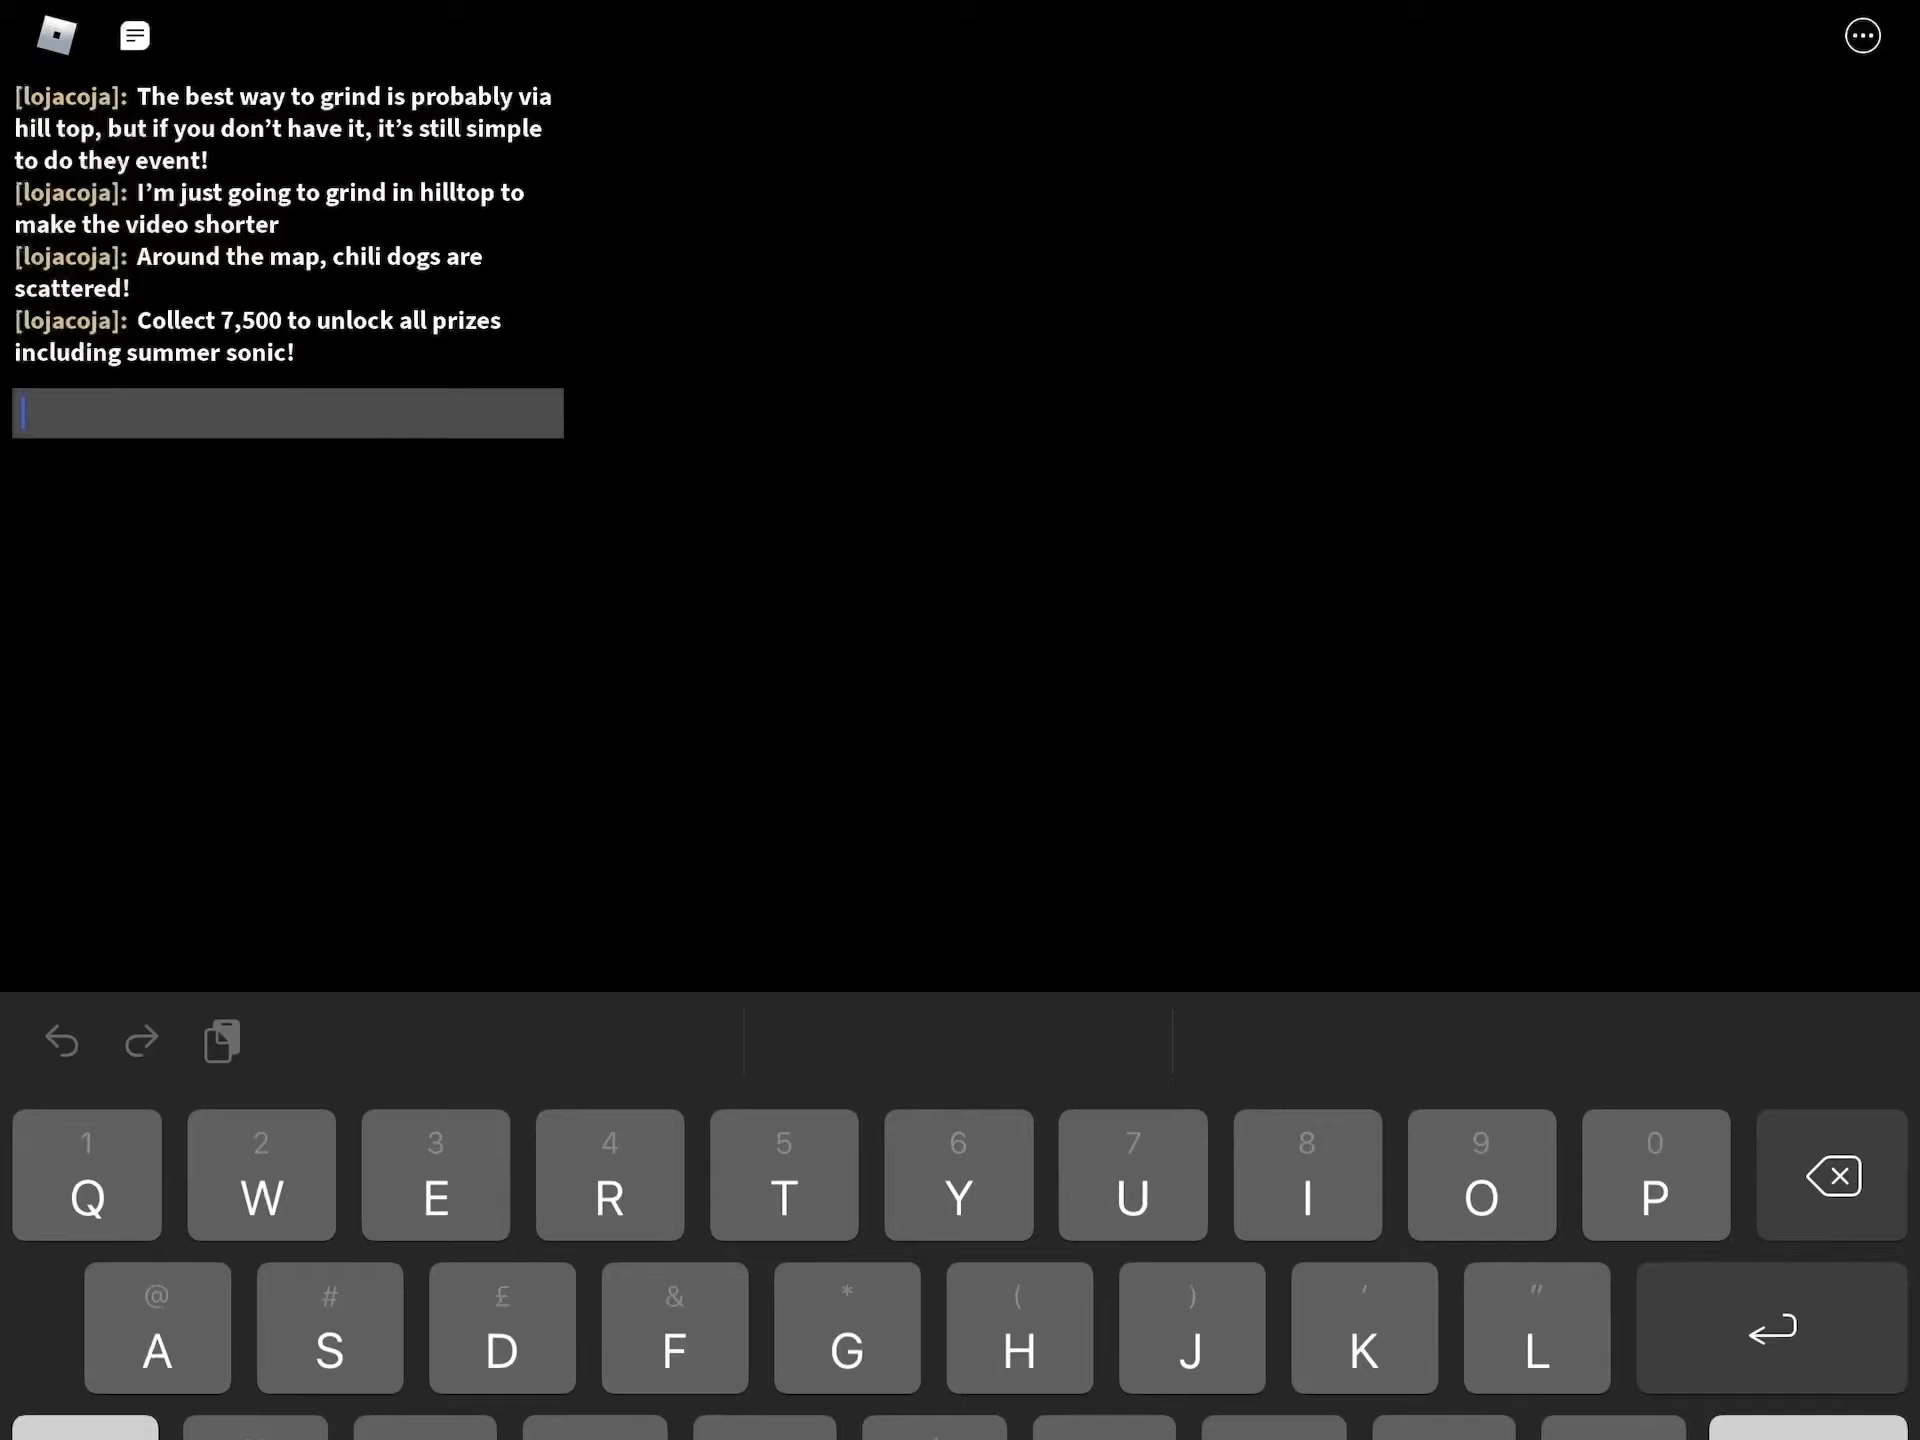 [lojacoja]: The best way to grind is probably via
hill top, but if you don’t have it, it’s still simple
to do they event!
[lojacoja]: I’m just going to grind in hilltop to
make the video shorter
[lojacoja]: Around the map, chili dogs are
scattered!
[lojacoja]: Collect 7,500 to unlock all prizes
including summer sonic!
1 2 3 4 5 6 7 8 9 0
Q W E R T Y U I O P
@ # £ & * ( ) ' "
A S D F G H J K L